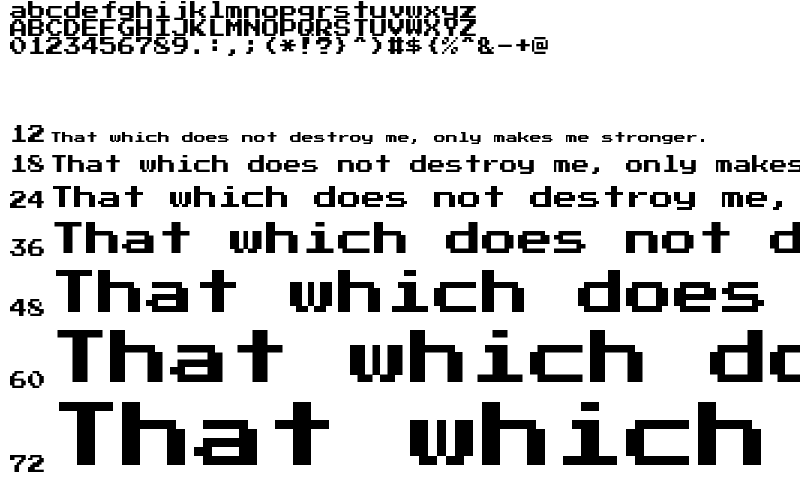 abcdefghijklmnopqrstuvwxyz
ABCDEFGHIJKLMNOPQRSTUVWXYZ
0123456789.:,;(*!?}^)#${%^&-+@
12 That which does not destroy me, only makes me stronger.
18 That which does not destroy me, only makes
24 That which does not destroy me,
36 That which does not d
48 That which does
60 That which do
72 That which